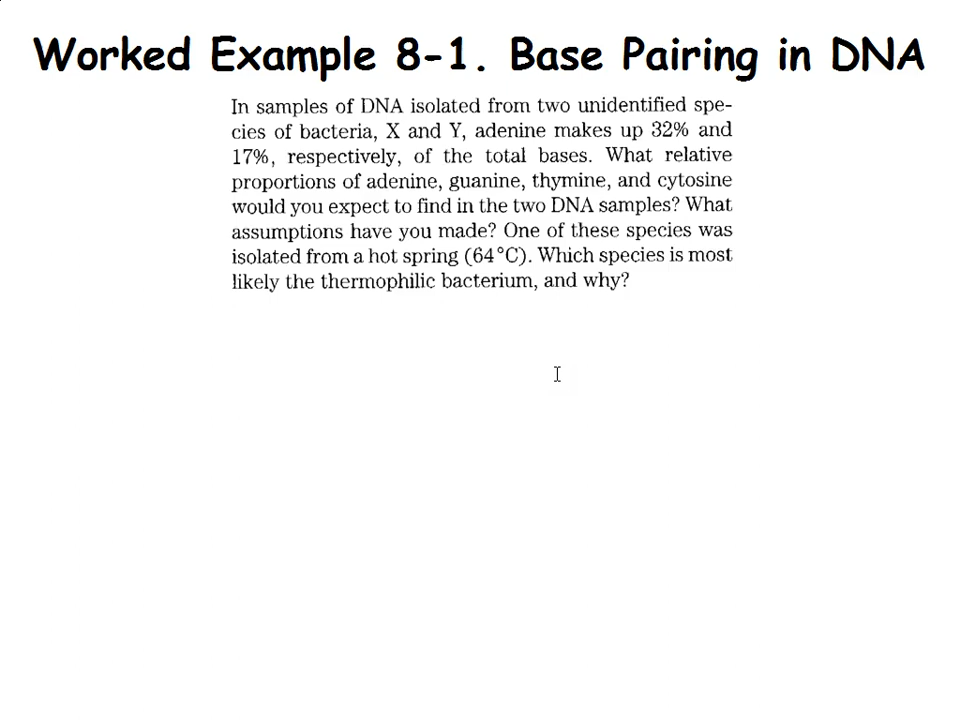 Worked Example 8-1. Base Pairing in DNA
In samples of DNA isolated from two unidentified spe-
cies of bacteria, X and Y, adenine makes up 32% and
17%, respectively, of the total bases. What relative
proportions of adenine, guanine, thymine, and cytosine
would you expect to find in the two DNA samples? What
assumptions have you made? One of these species was
isolated from a hot spring (64 °C). Which species is most
likely the thermophilic bacterium, and why?